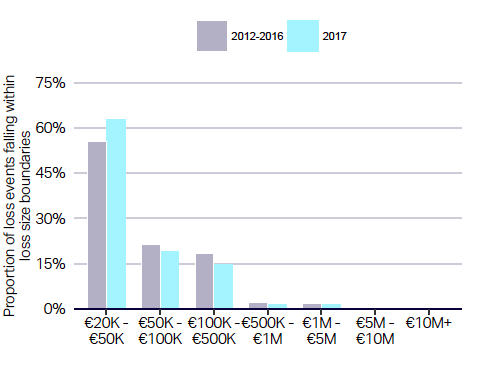 2012-2016
2017
Proportion of loss events falling within
loss size boundaries
75%
60%
45%
30%
15%
0%
€20K -
€50K
€50K -
€100K
€100K -
€500K
€500K -
€1M
€1M -
€5M
€5M -
€10M
€10M+